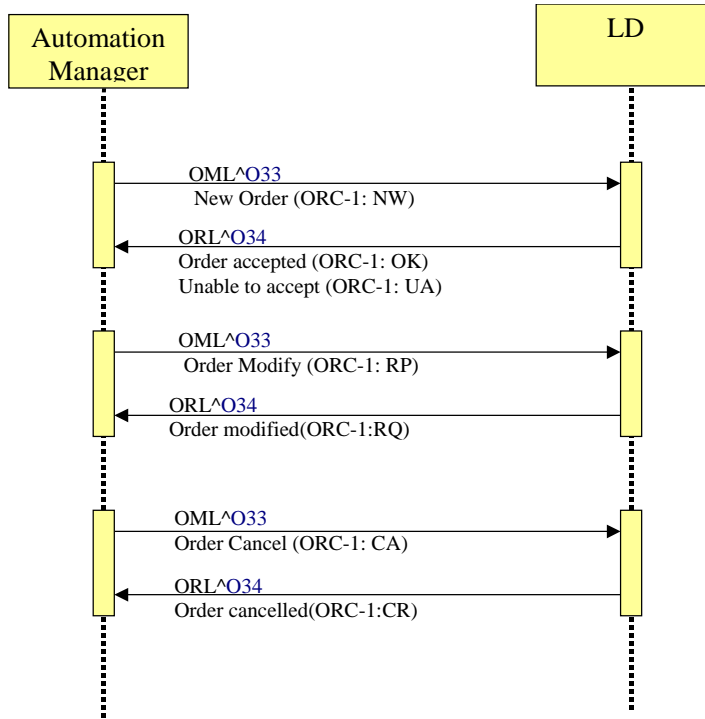 Automation
Manager
LD
OML^O33
New Order (ORC-1: NW)
ORL^O34
Order accepted (ORC-1: OK)
Unable to accept (ORC-1: UA)
OML^O33
Order Modify (ORC-1: RP)
ORL^O34
Order modified(ORC-1:RQ)
OML^O33
Order Cancel (ORC-1: CA)
ORL^O34
Order cancelled(ORC-1:CR)